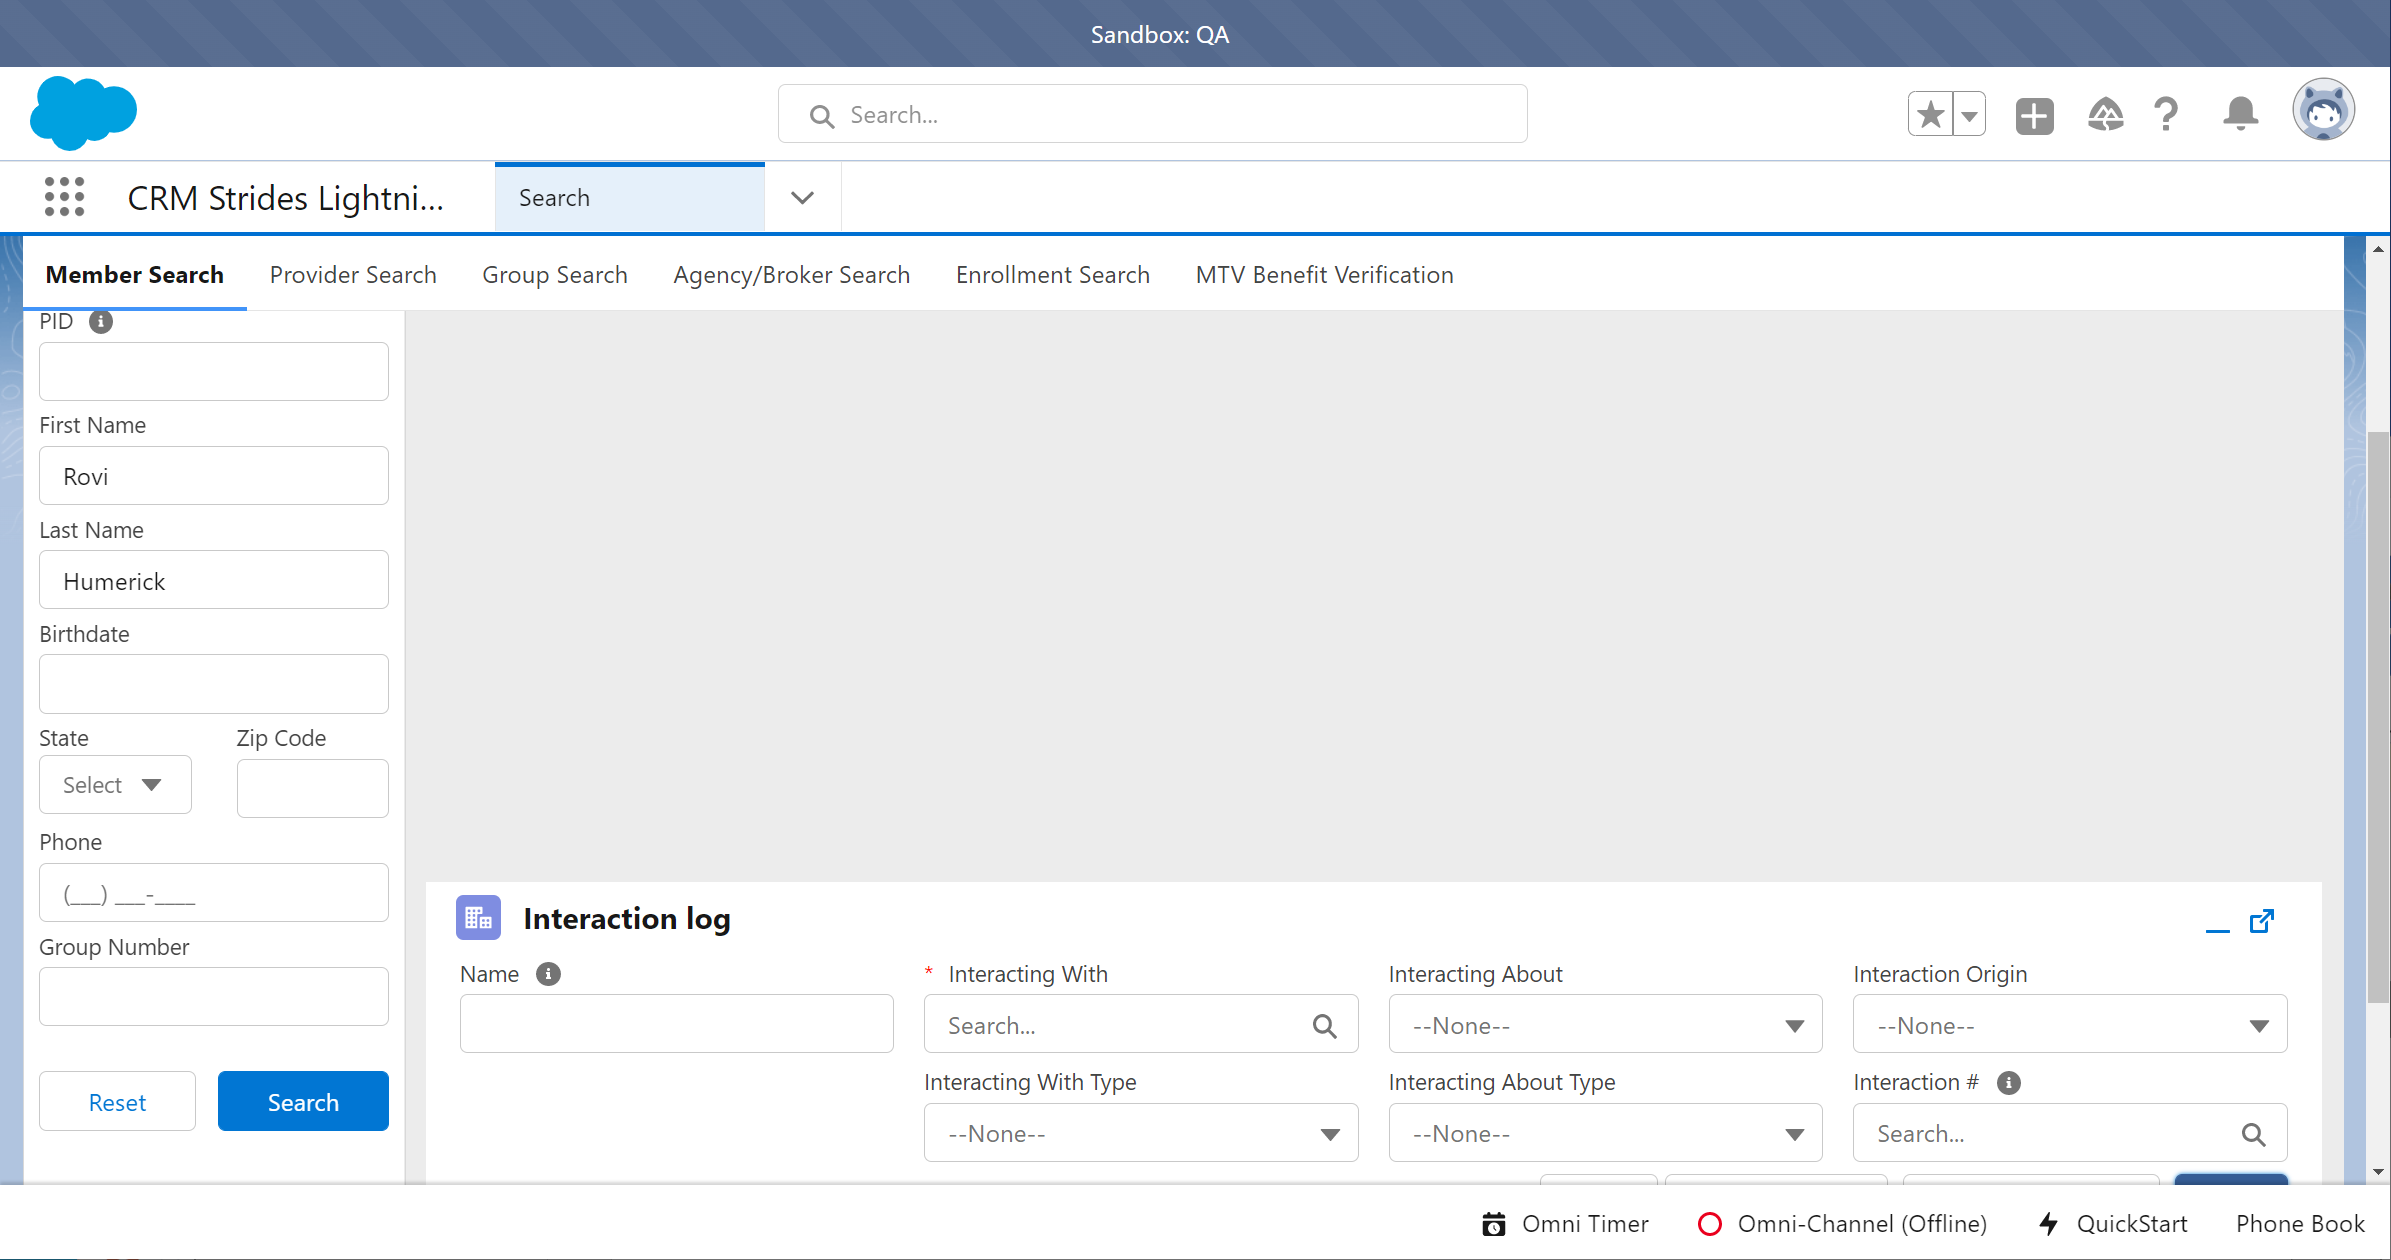 Sandbox: QA
Search...
CRM Strides Lightni...
Search
Member Search
Provider Search
Group Search
Agency/Broker Search
Enrollment Search
MTV Benefit Verification
PID
First Name
Rovi
Last Name
Humerick
Birthdate
State
Zip Code
Select
Phone
(___) ___-____
Group Number
Reset
Search
Interaction log
Name
* Interacting With
Interacting About
Interaction Origin
Search...
--None--
--None--
Interacting With Type
Interacting About Type
Interaction #
--None--
--None--
Search...
Omni Timer
Omni-Channel (Offline)
QuickStart
Phone Book